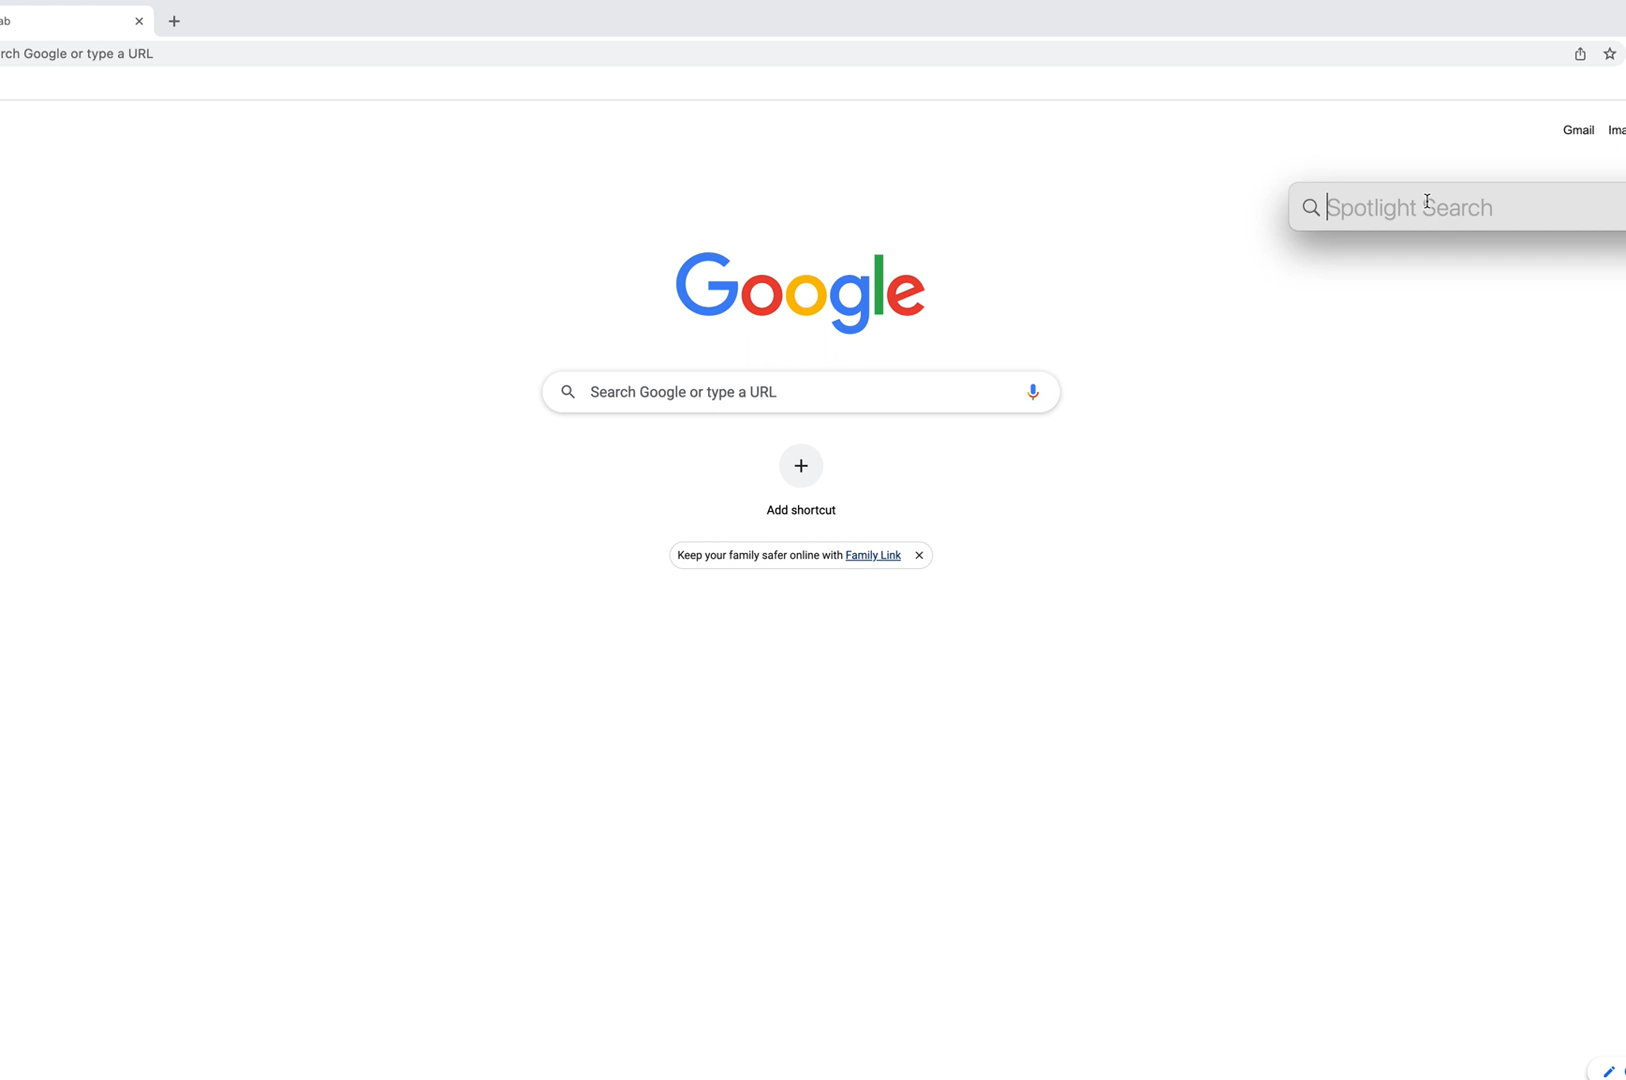 ab
rch Google or type a URL
Gmail Ima
Spotlight Search
Google
Search Google or type a URL
Add shortcut
Keep your family safer online with Family Link